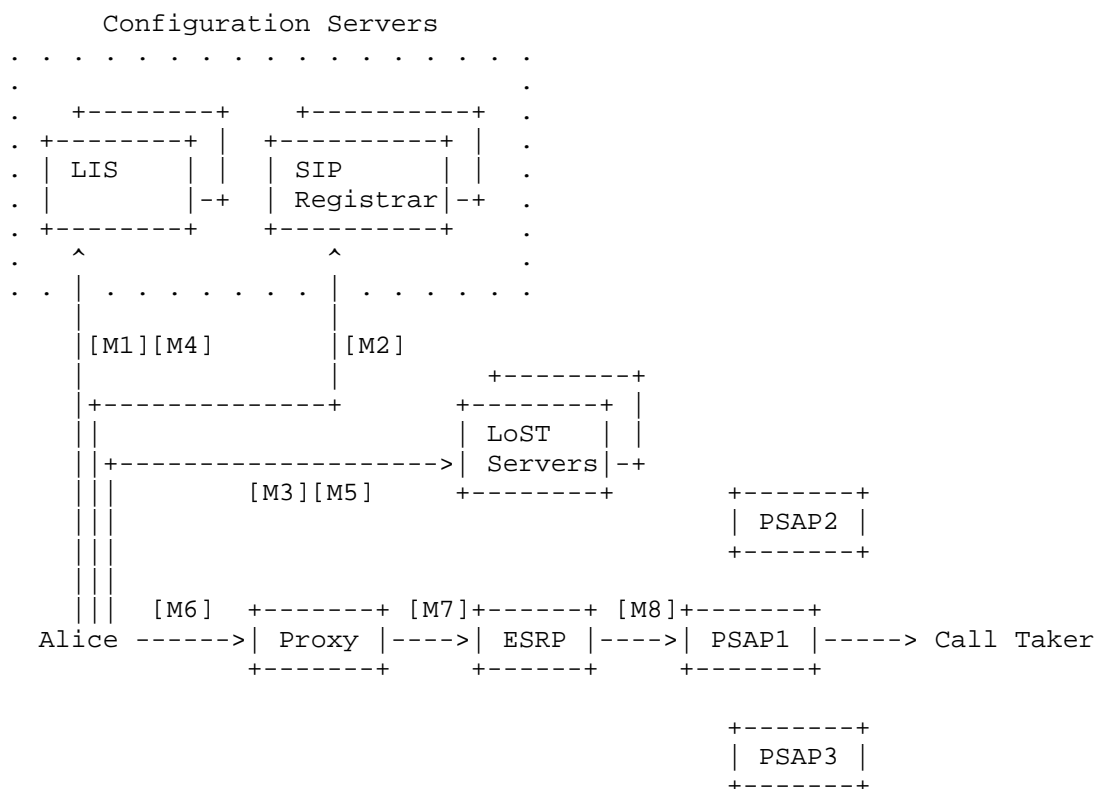 Configuration Servers
LIS SIP
Registrar
[M1][M4] [M2]
LoST
Servers
[M3][M5]
PSAP2
[M6] [M7] [M8]
Alice Proxy ESRP PSAP1 Call Taker
PSAP3